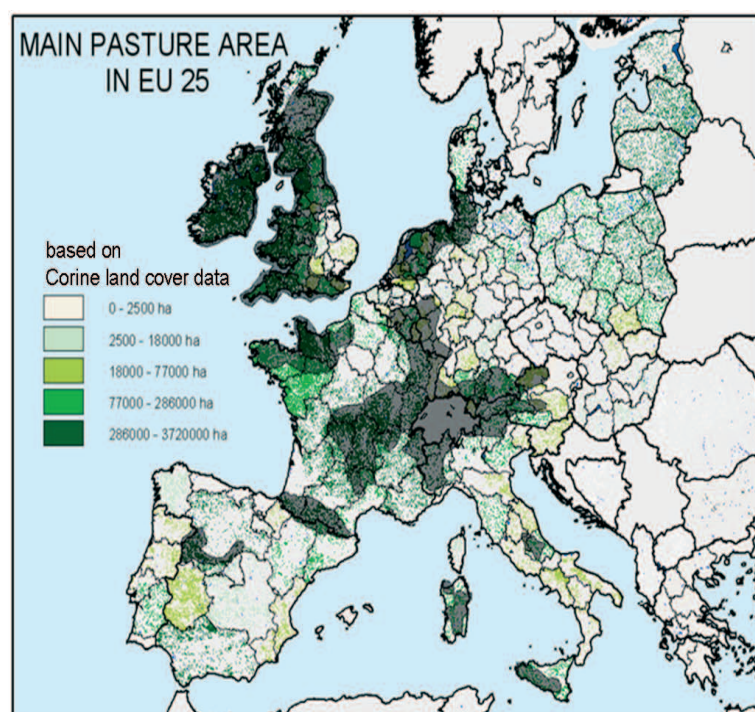 MAIN PASTURE AREA
IN EU 25
based on
Corine land cover data
0 - 2500 ha
2500 - 18000 ha
18000 - 77000 ha
77000 - 286000 ha
286000 - 3720000 ha